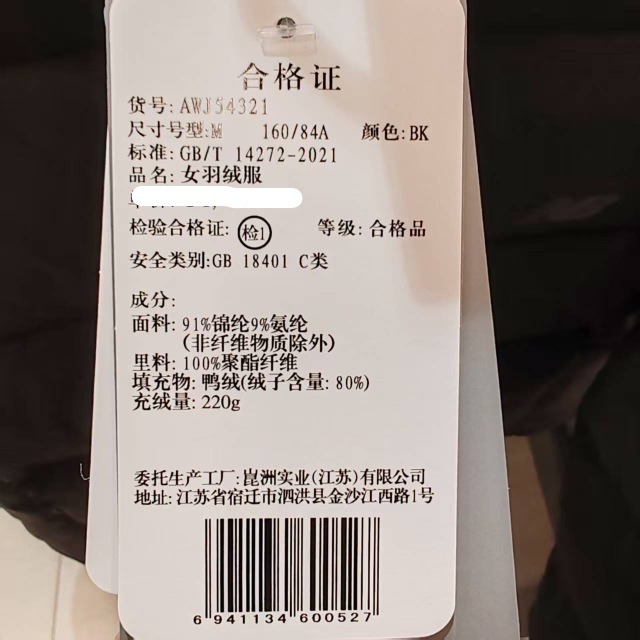 合格证
货号: AWJ54321
尺寸号型:M 160/84A 颜色:BK
标准: GB/T 14272-2021
品名: 女羽绒服
检验合格证: 检1 等级: 合格品
安全类别:GB 18401 C类
成分:
面料: 91%锦纶9%氨纶
(非纤维物质除外)
里料: 100%聚酯纤维
填充物: 鸭绒(绒子含量: 80%)
充绒量: 220g
委托生产工厂: 崑洲实业(江苏)有限公司
地址: 江苏省宿迁市泗洪县金沙江西路1号
6 941134 600527